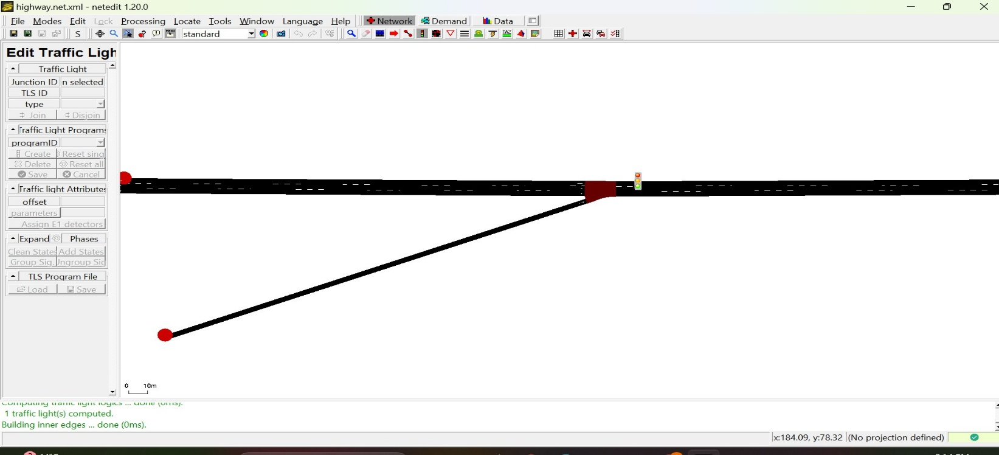 highway.net.xml - netedit 1.20.0
File Modes Edit Lock Processing Locate Tools Window Language Help Network Demand Data
S standard TAZ
Edit Traffic Ligh
Traffic Light
Junction ID n selected
TLS ID
type
Join Disjoin
Traffic Light Programs
programID
Create Reset sing
Delete Reset all
Save Cancel
Traffic light Attributes
offset
parameters
Assign E1 detectors
Expand Phases
Clean States Add States
Group Sig. Ungroup Sig
TLS Program File
Load Save
0 10m
Computing traffic light logics ... done (0ms).
1 traffic light(s) computed.
Building inner edges ... done (0ms).
x:184.09, y:78.32 (No projection defined)